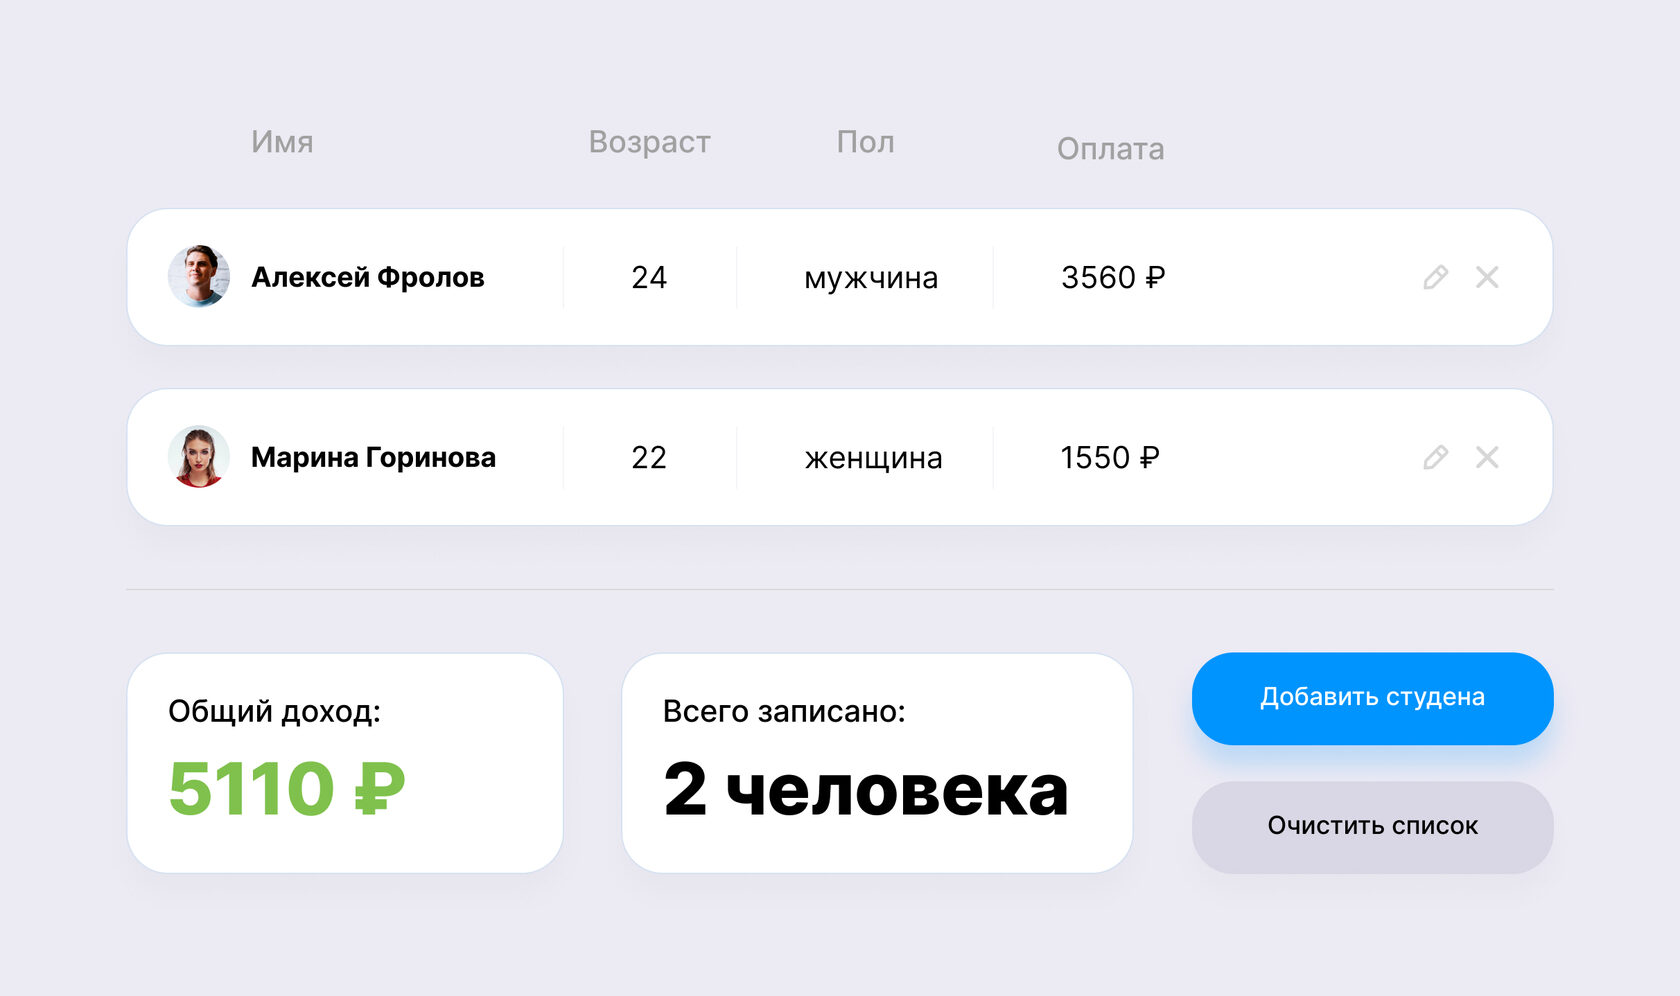 Имя Возраст Пол Оплата
Алексей Фролов 24 мужчина 3560 ₽
Марина Горинова 22 женщина 1550 ₽
Общий доход:
5110 ₽
Всего записано:
2 человека
Добавить студена
Очистить список